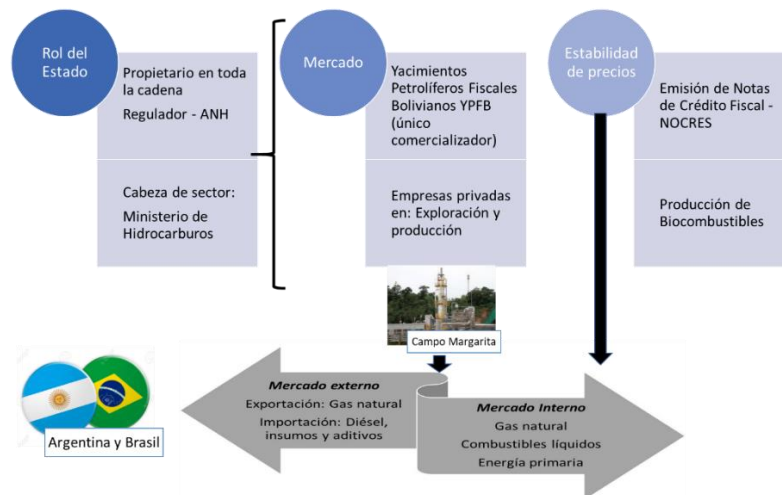 Rol del
Estado
Propietario en toda
la cadena
Regulador - ANH
Cabeza de sector:
Ministerio de
Hidrocarburos
Mercado
Yacimientos
Petrolíferos Fiscales
Bolivianos YPFB
(único
comercializador)
Empresas privadas
en: Exploración y
producción
Estabilidad
de precios
Emisión de Notas
de Crédito Fiscal -
NOCRES
Producción de
Biocombustibles
Campo Margarita
Argentina y Brasil
Mercado externo
Exportación: Gas natural
Importación: Diésel,
insumos y aditivos
Mercado Interno
Gas natural
Combustibles líquidos
Energía primaria